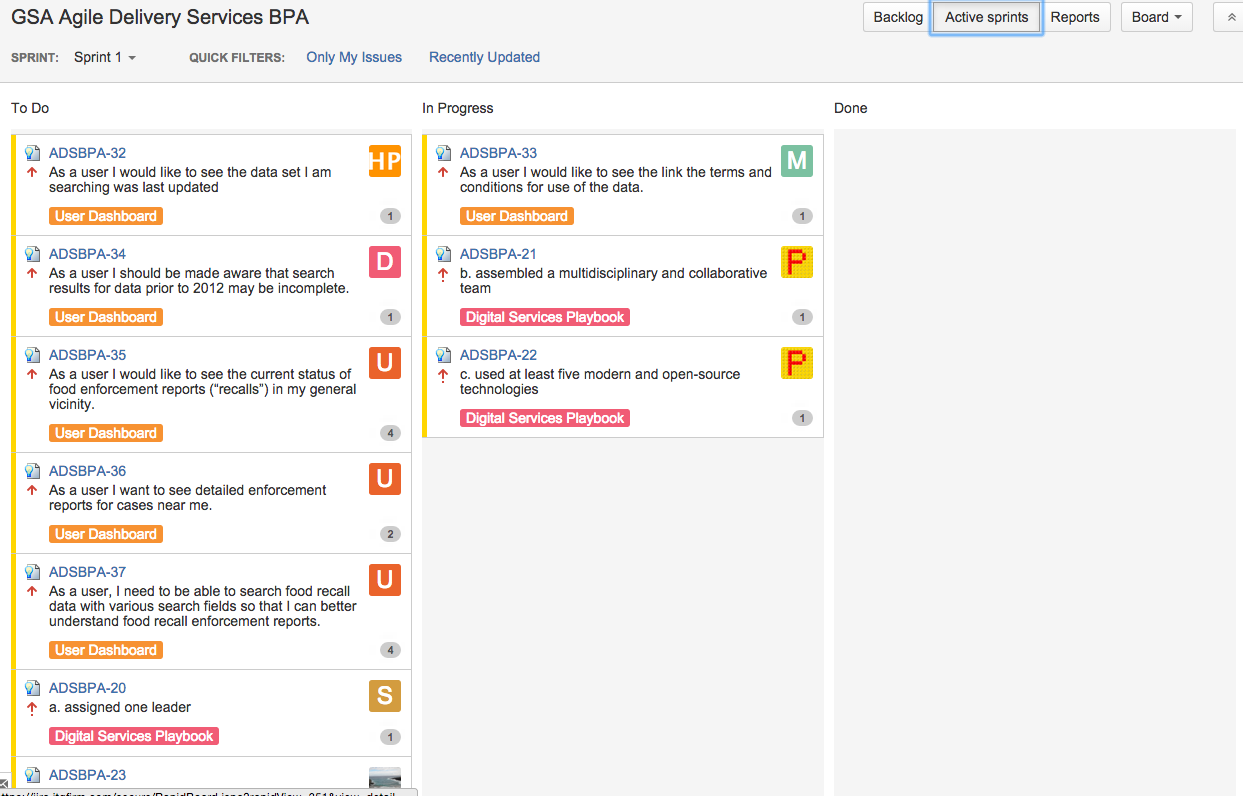 GSA Agile Delivery Services BPA
Backlog
Active sprints
Reports
Board
SPRINT:
Sprint 1
QUICK FILTERS:
Only My Issues
Recently Updated
To Do
In Progress
Done
ADSBPA-32
HP
As a user I would like to see the data set I am
searching was last updated
User Dashboard
1
ADSBPA-34
D
As a user I should be made aware that search
results for data prior to 2012 may be incomplete.
User Dashboard
1
ADSBPA-35
U
As a user I would like to see the current status of
food enforcement reports (“recalls”) in my general
vicinity.
User Dashboard
4
ADSBPA-36
U
As a user I want to see detailed enforcement
reports for cases near me.
User Dashboard
2
ADSBPA-37
U
As a user, I need to be able to search food recall
data with various search fields so that I can better
understand food recall enforcement reports.
User Dashboard
4
ADSBPA-20
S
a. assigned one leader
Digital Services Playbook
1
ADSBPA-23
ADSBPA-33
M
As a user I would like to see the link the terms and
conditions for use of the data.
User Dashboard
1
ADSBPA-21
P
b. assembled a multidisciplinary and collaborative
team
Digital Services Playbook
1
ADSBPA-22
P
c. used at least five modern and open-source
technologies
Digital Services Playbook
1